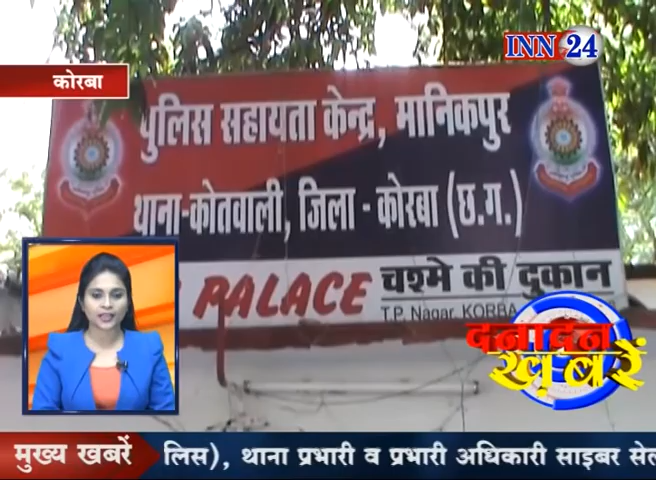 INN 24
कोरबा
पुलिस सहायता केन्द्र, मानिकपुर
थाना-कोतवाली, जिला - कोरबा (छ.ग.)
PALACE चश्मे की दुकान
T.P. Nagar, KORBA
दनादन
ख़बरें
मुख्य खबरें
लिस), थाना प्रभारी व प्रभारी अधिकारी साइबर सेल